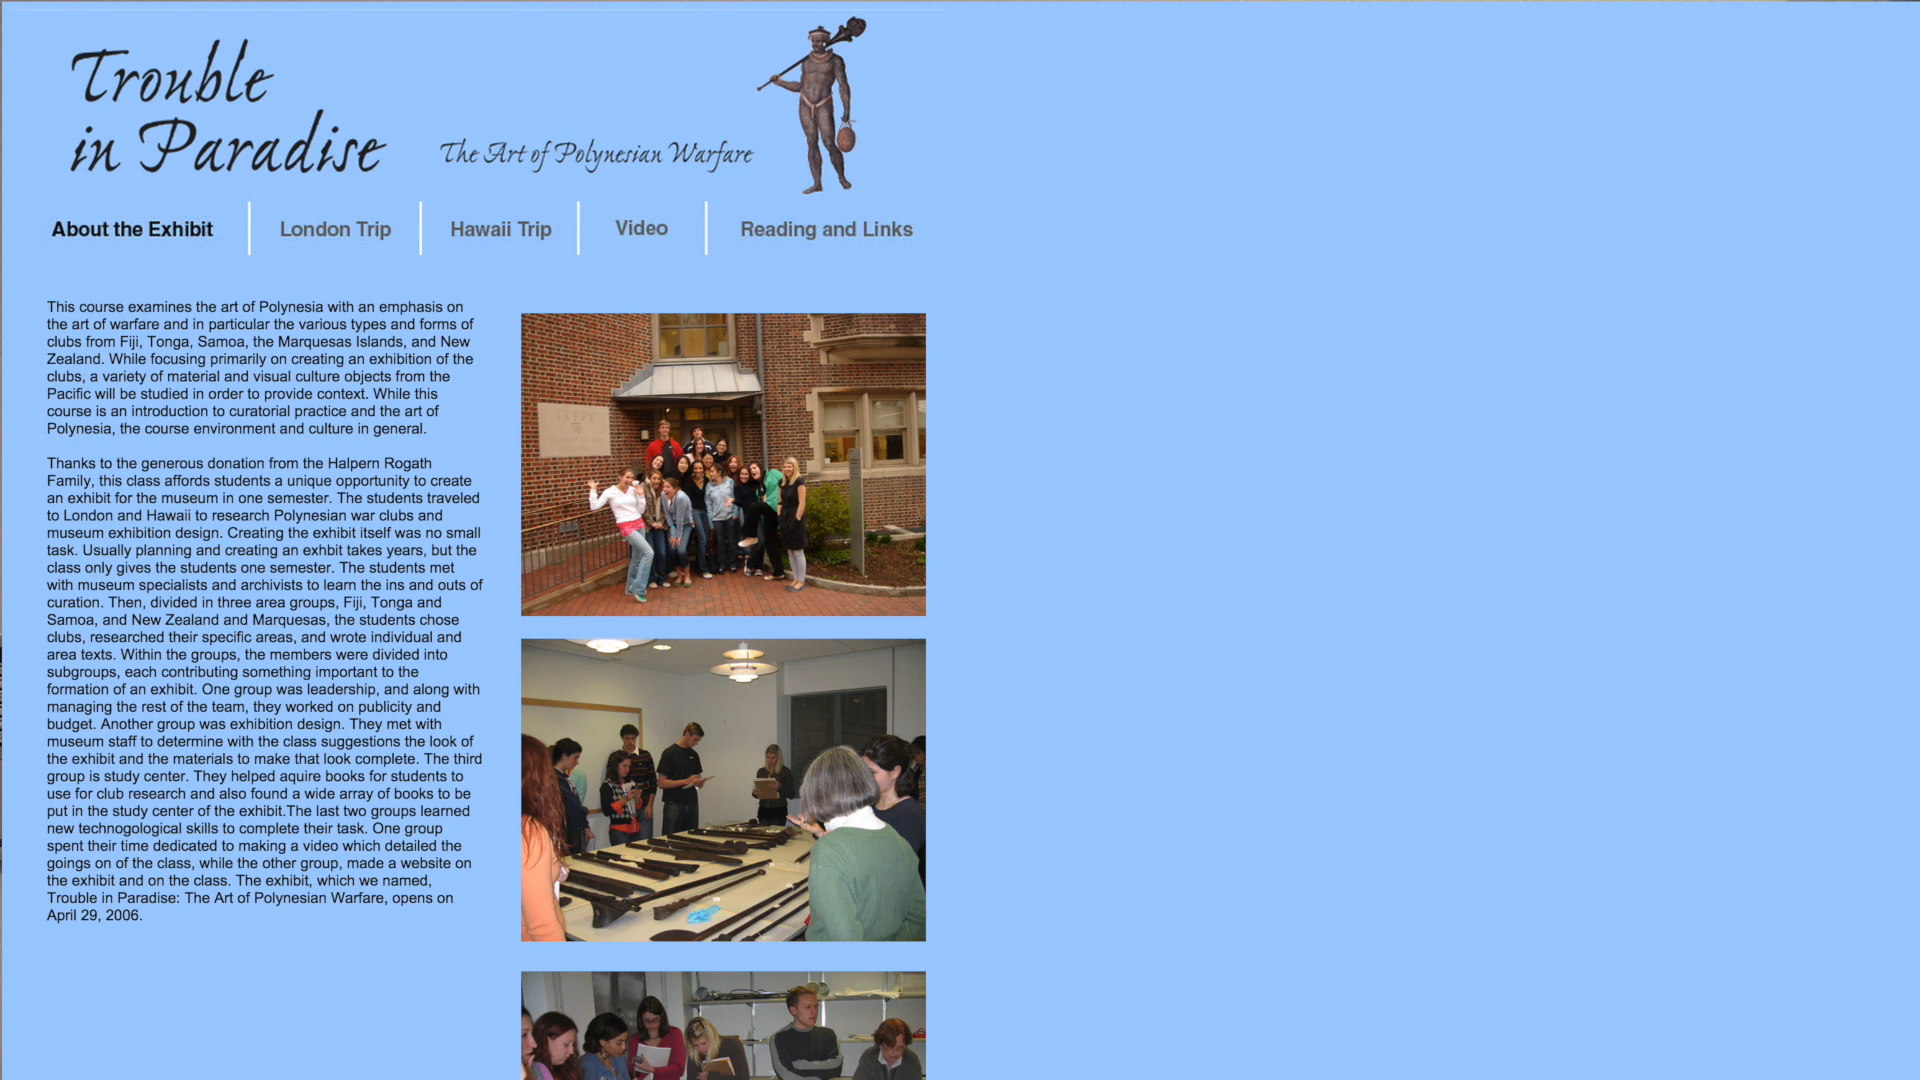 Trouble
in Paradise
The Art of Polynesian Warfare
About the Exhibit
London Trip
Hawaii Trip
Video
Reading and Links
This course examines the art of Polynesia with an emphasis on
the art of warfare and in particular the various types and forms of
clubs from Fiji, Tonga, Samoa, the Marquesas Islands, and New
Zealand. While focusing primarily on creating an exhibition of the
clubs, a variety of material and visual culture objects from the
Pacific will be studied in order to provide context. While this
course is an introduction to curatorial practice and the art of
Polynesia, the course environment and culture in general.
Thanks to the generous donation from the Halpern Rogath
Family, this class affords students a unique opportunity to create
an exhibit for the museum in one semester. The students traveled
to London and Hawaii to research Polynesian war clubs and
museum exhibition design. Creating the exhibit itself was no small
task. Usually planning and creating an exhbit takes years, but the
class only gives the students one semester. The students met
with museum specialists and archivists to learn the ins and outs of
curation. Then, divided in three area groups, Fiji, Tonga and
Samoa, and New Zealand and Marquesas, the students chose
clubs, researched their specific areas, and wrote individual and
area texts. Within the groups, the members were divided into
subgroups, each contributing something important to the
formation of an exhibit. One group was leadership, and along with
managing the rest of the team, they worked on publicity and
budget. Another group was exhibition design. They met with
museum staff to determine with the class suggestions the look of
the exhibit and the materials to make that look complete. The third
group is study center. They helped aquire books for students to
use for club research and also found a wide array of books to be
put in the study center of the exhibit.The last two groups learned
new technogological skills to complete their task. One group
spent their time dedicated to making a video which detailed the
goings on of the class, while the other group, made a website on
the exhibit and on the class. The exhibit, which we named,
Trouble in Paradise: The Art of Polynesian Warfare, opens on
April 29, 2006.